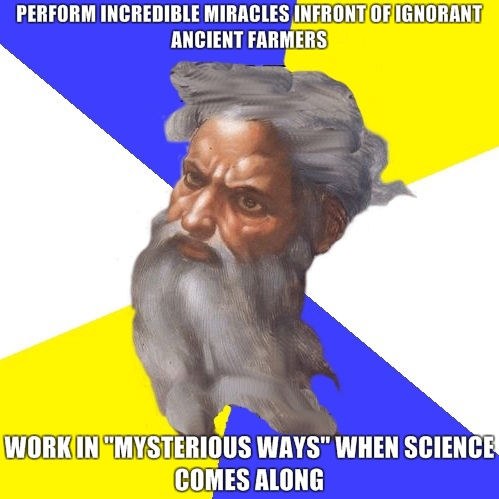 PERFORM INCREDIBLE MIRACLES INFRONT OF IGNORANT
ANCIENT FARMERS
WORK IN "MYSTERIOUS WAYS" WHEN SCIENCE
COMES ALONG